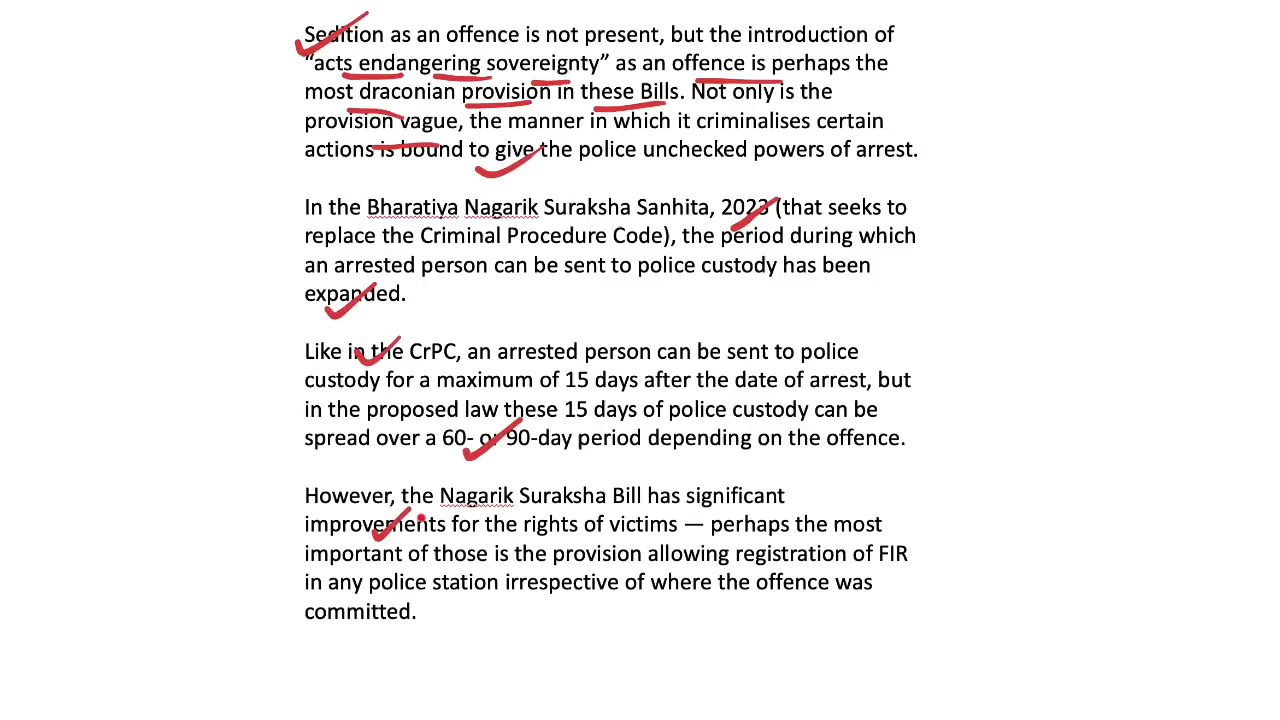 Sedition as an offence is not present, but the introduction of
“acts endangering sovereignty” as an offence is perhaps the
most draconian provision in these Bills. Not only is the
provision vague, the manner in which it criminalises certain
actions is bound to give the police unchecked powers of arrest.
In the Bharatiya Nagarik Suraksha Sanhita, 2023 (that seeks to
replace the Criminal Procedure Code), the period during which
an arrested person can be sent to police custody has been
expanded.
Like in the CrPC, an arrested person can be sent to police
custody for a maximum of 15 days after the date of arrest, but
in the proposed law these 15 days of police custody can be
spread over a 60- or 90-day period depending on the offence.
However, the Nagarik Suraksha Bill has significant
improvements for the rights of victims — perhaps the most
important of those is the provision allowing registration of FIR
in any police station irrespective of where the offence was
committed.